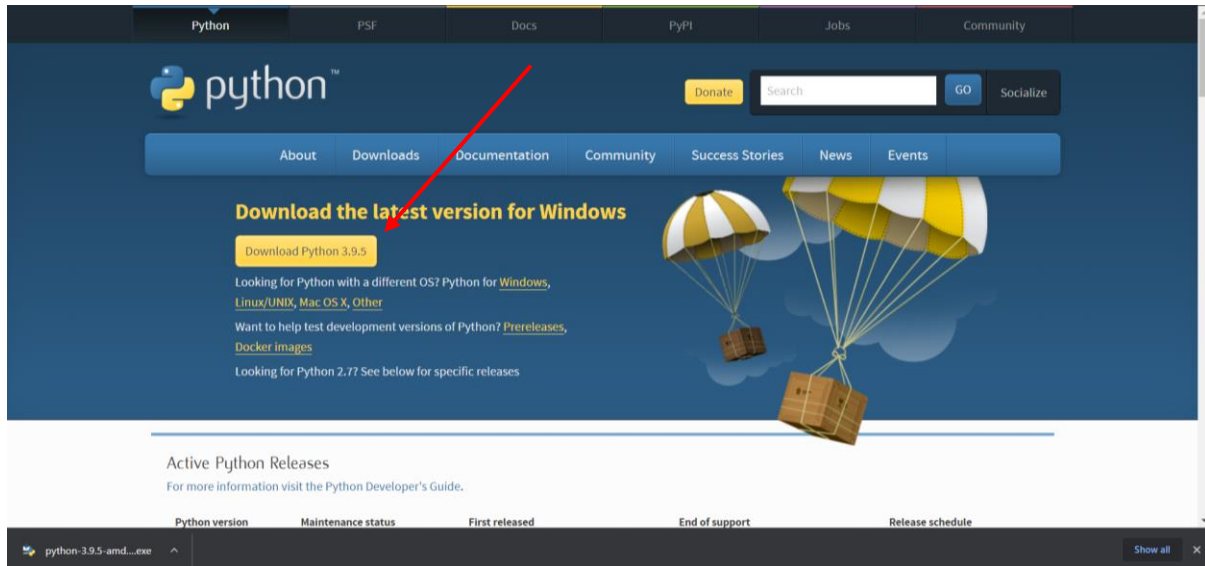 Python PSF Docs PyPI Jobs Community
python™
Donate Search GO Socialize
About Downloads Documentation Community Success Stories News Events
Download the latest version for Windows
Download Python 3.9.5
Looking for Python with a different OS? Python for Windows,
Linux/UNIX, Mac OS X, Other
Want to help test development versions of Python? Prereleases,
Docker images
Looking for Python 2.7? See below for specific releases
Active Python Releases
For more information visit the Python Developer's Guide.
Python version Maintenance status First released End of support Release schedule
python-3.9.5-amd....exe Show all